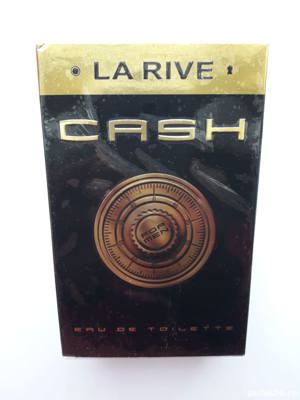 LA RIVE
CASH
FOR
MEN
EAU DE TOILETTE